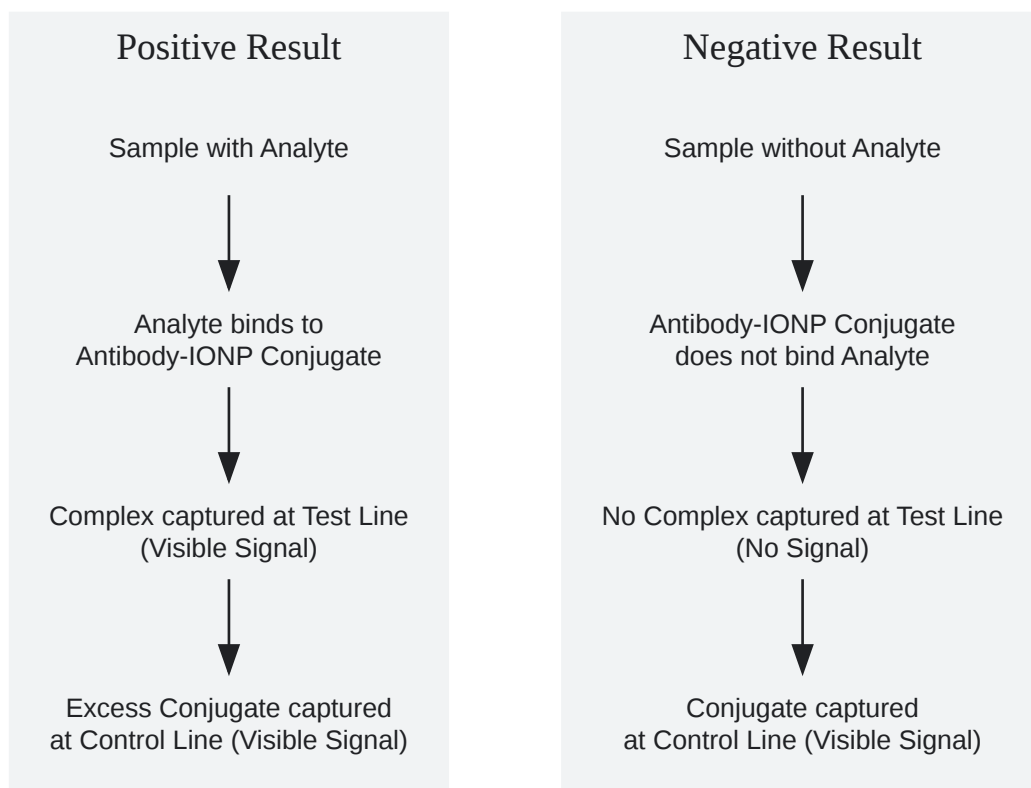 Positive Result
Sample with Analyte
Analyte binds to
Antibody-IONP Conjugate
Complex captured at Test Line
(Visible Signal)
Excess Conjugate captured
at Control Line (Visible Signal)
Negative Result
Sample without Analyte
Antibody-IONP Conjugate
does not bind Analyte
No Complex captured at Test Line
(No Signal)
Conjugate captured
at Control Line (Visible Signal)